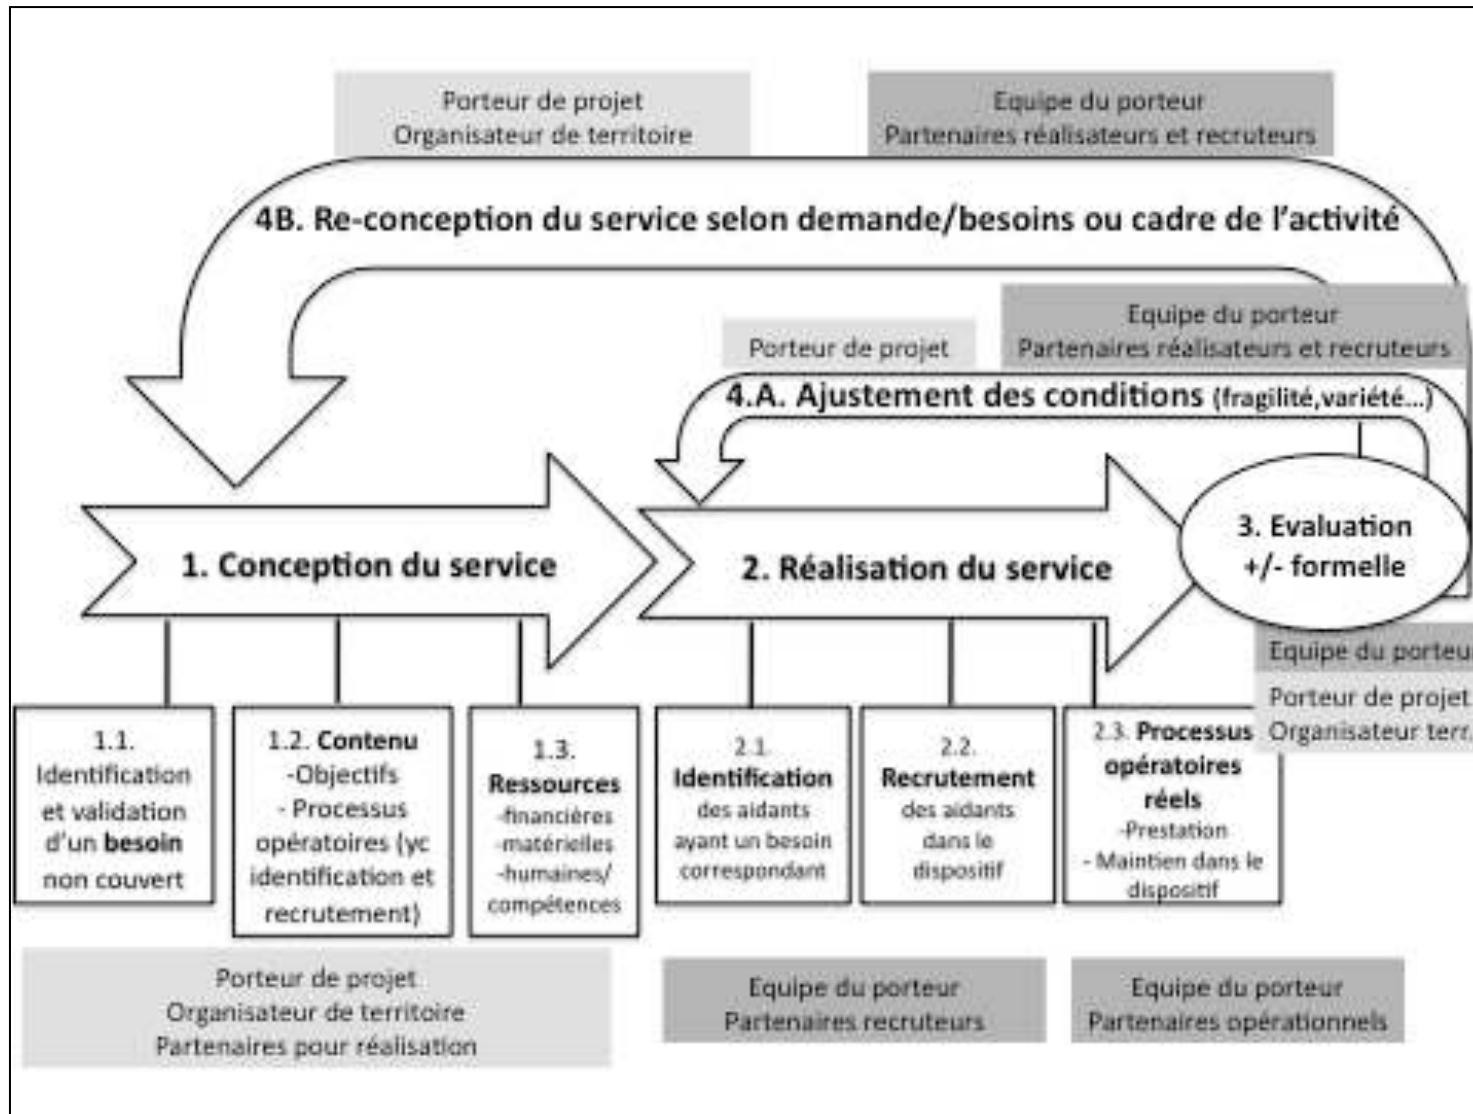 Porteur de projet
Organisateur de territoire
Equipe du porteur
Partenaires réalisateurs et recruteurs
4B. Re-conception du service selon demande/besoins ou cadre de l'activité
Equipe du porteur
Partenaires réalisateurs et recruteurs
Porteur de projet
4.A. Ajustement des conditions (fragilité,variété...)
1. Conception du service
2. Réalisation du service
3. Evaluation
+/- formelle
Equipe du porteur
Porteur de projet
Organisateur terr.
1.1.
Identification
et validation
d'un besoin
non couvert
1.2. Contenu
-Objectifs
- Processus
opératoires (yc
identification et
recrutement)
1.3.
Ressources
-financières
-matérielles
-humaines/
compétences
2.1.
Identification
des aidants
ayant un besoin
correspondant
2.2.
Recrutement
des aidants
dans le
dispositif
2.3. Processus
opératoires
réels
-Prestation
- Maintien dans le
dispositif
Porteur de projet
Organisateur de territoire
Partenaires pour réalisation
Equipe du porteur
Partenaires recruteurs
Equipe du porteur
Partenaires opérationnels